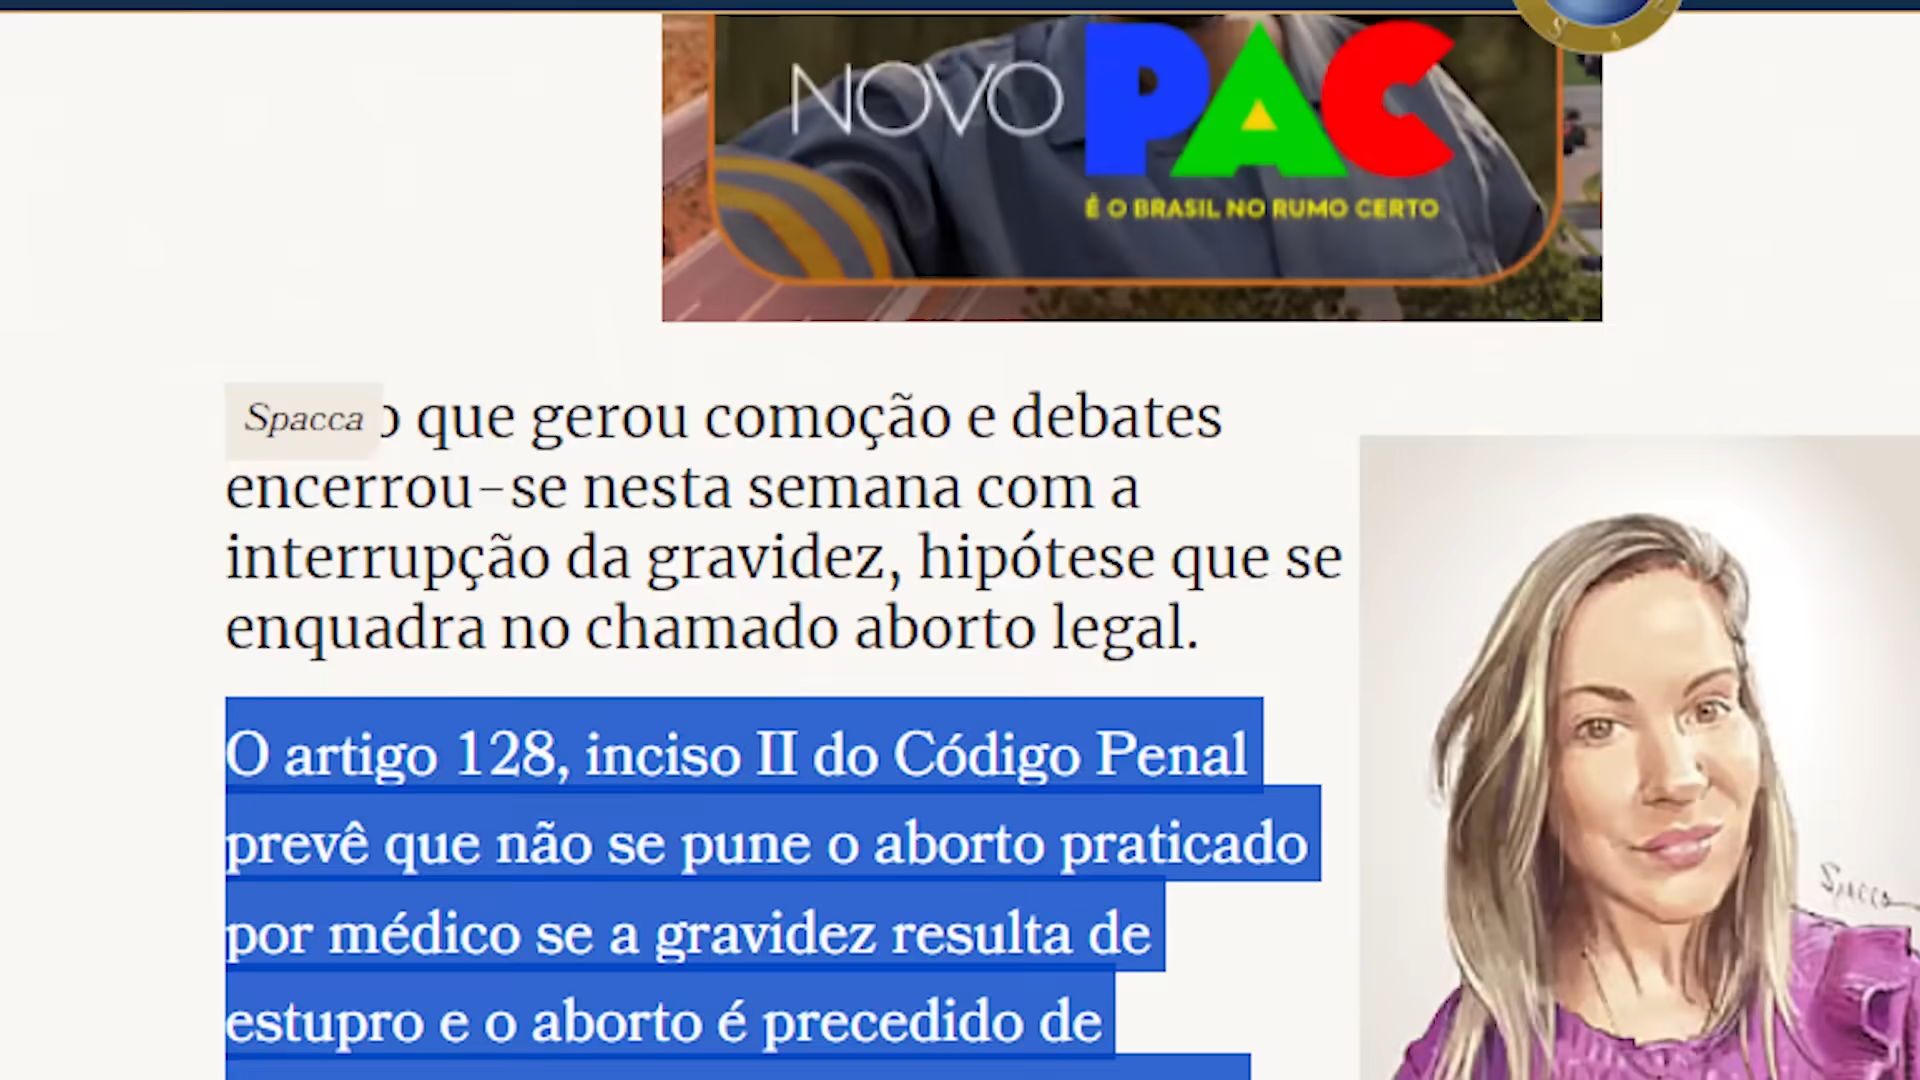 NOVO PAC
É O BRASIL NO RUMO CERTO
Spacca
o que gerou comoção e debates
encerrou-se nesta semana com a
interrupção da gravidez, hipótese que se
enquadra no chamado aborto legal.
O artigo 128, inciso II do Código Penal
prevê que não se pune o aborto praticado
por médico se a gravidez resulta de
estupro e o aborto é precedido de
Spacca